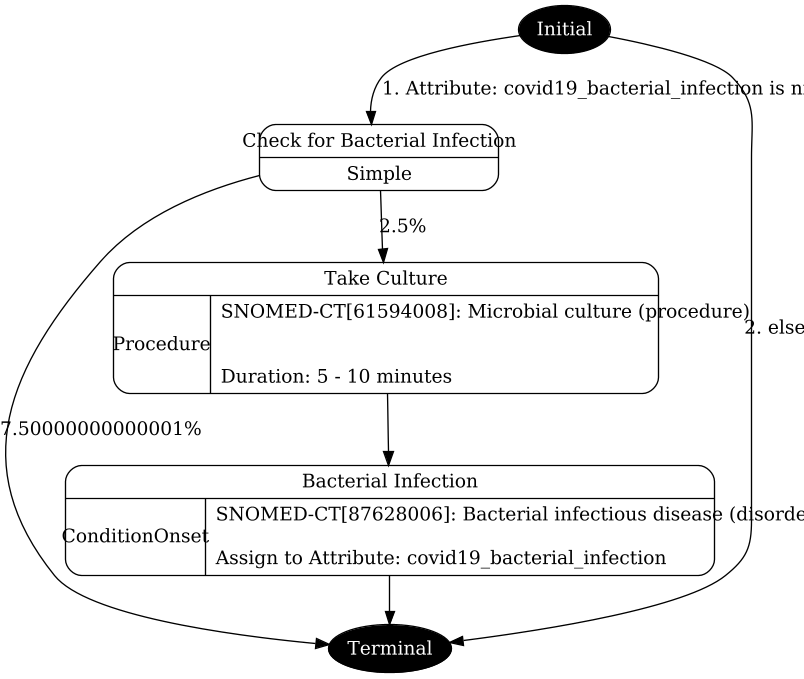 Initial
1. Attribute: covid19_bacterial_infection is
Check for Bacterial Infection
Simple
2.5%
Take Culture
SNOMED-CT[61594008]: Microbial culture (procedure)
2. else
Procedure
Duration: 5 - 10 minutes
7.500000000000001%
Bacterial Infection
SNOMED-CT[87628006]: Bacterial infectious disease (disorde
ConditionOnset
Assign to Attribute: covid19_bacterial_infection
Terminal